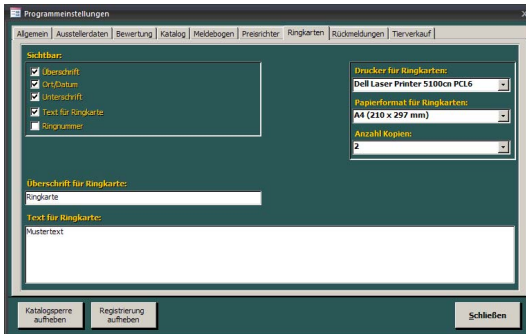 Programmeinstellungen
Allgemein Ausstellerdaten Bewertung Katalog Meldebogen Preisrichter Ringkarten Rückmeldungen Tierverkauf
Sichtbar:
Überschrift
Ort/Datum
Unterschrift
Text für Ringkarte
Ringnummer
Drucker für Ringkarten:
Dell Laser Printer 5100cn PCL6
Papierformat für Ringkarten:
A4 (210 x 297 mm)
Anzahl Kopien:
2
Überschrift für Ringkarte:
Ringkarte
Text für Ringkarte:
Mustertext
Katalogsperre
aufheben
Registrierung
aufheben
Schließen